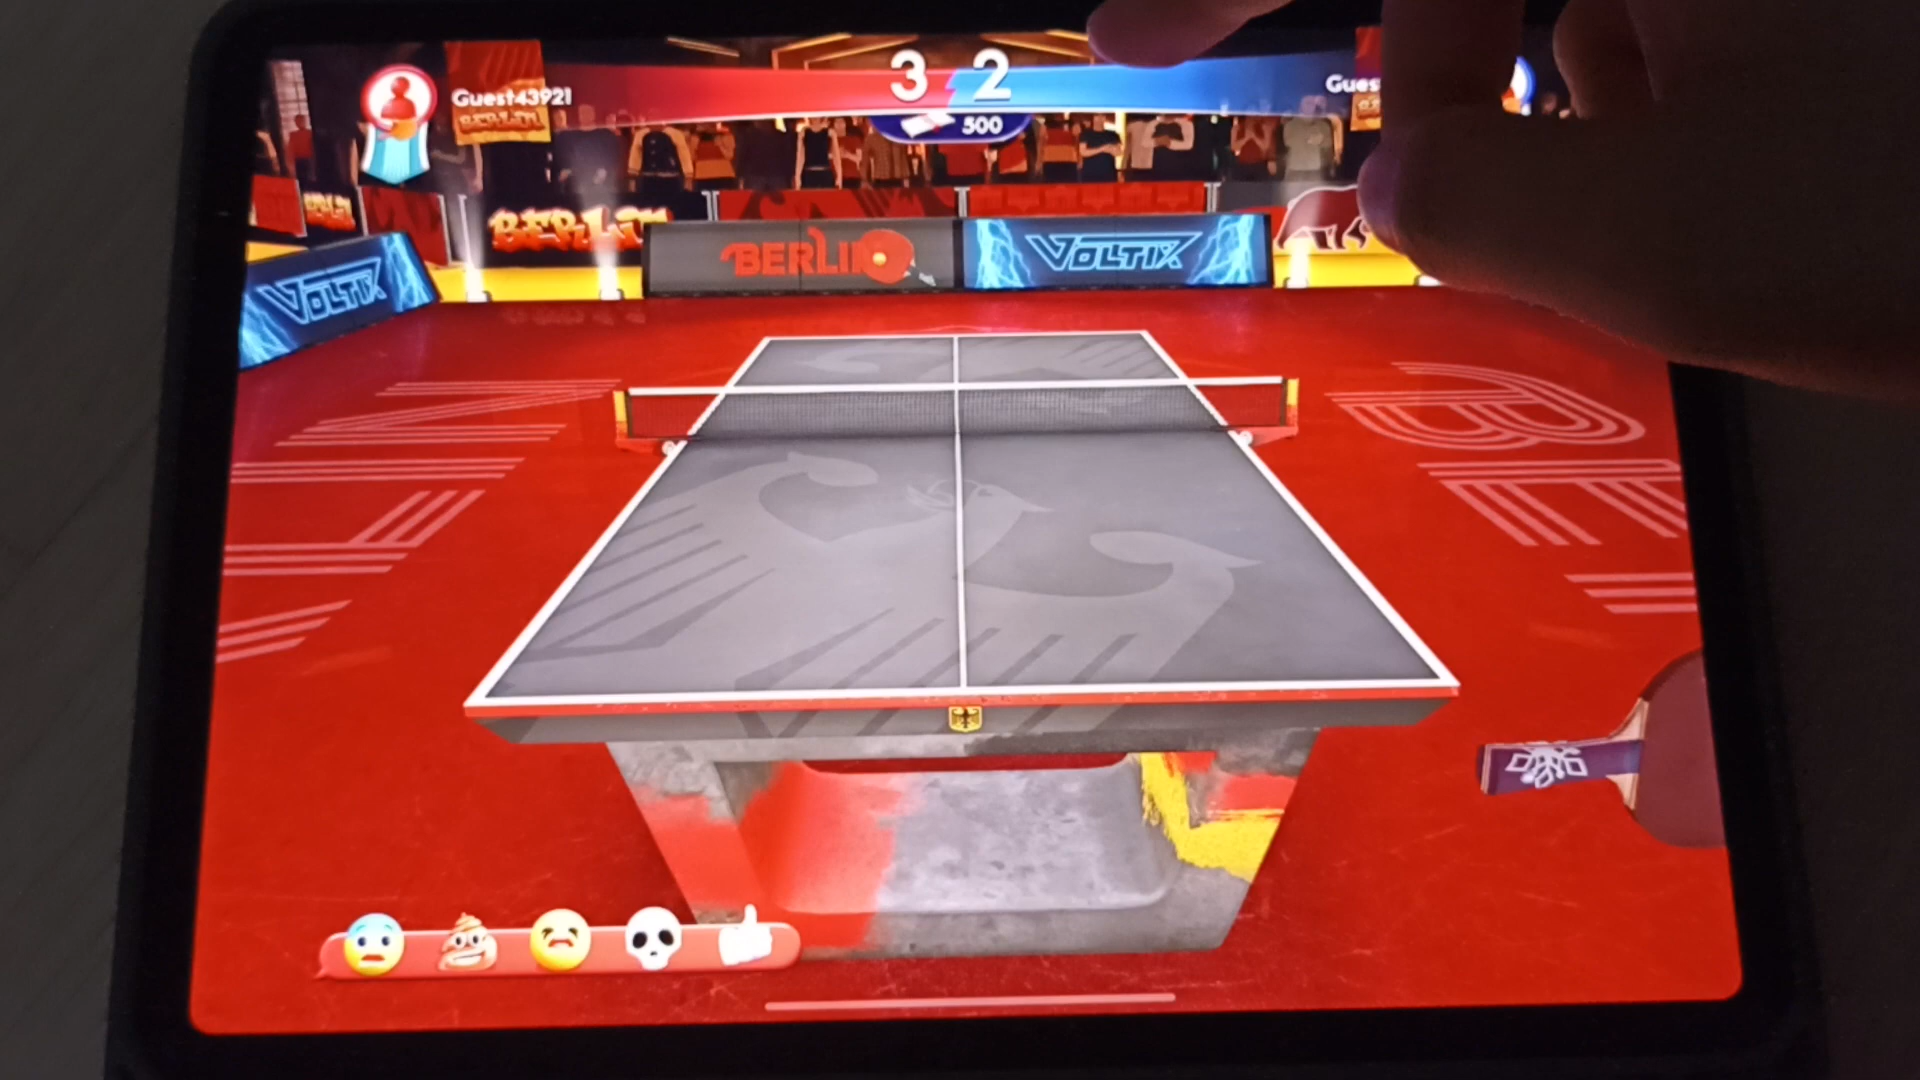 3 2
Guest43921
Gues
500
BERLIN
BERLIN
BERLIN
VOLTIX
VOLTIX